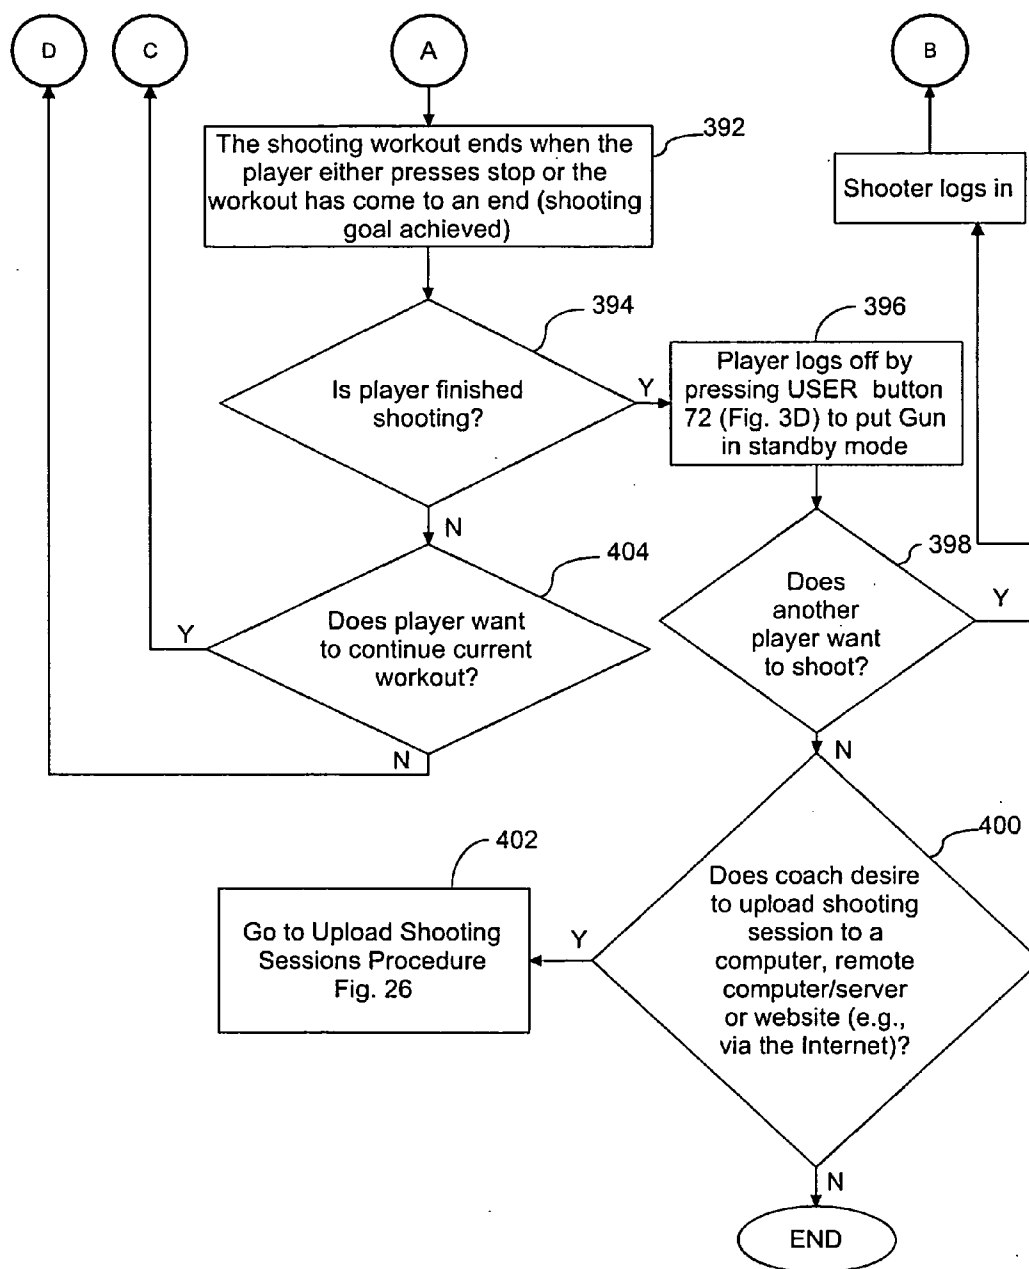 D
C
A
B
392
The shooting workout ends when the
player either presses stop or the
workout has come to an end (shooting
goal achieved)
Shooter logs in
394
Is player finished
shooting?
Y
396
Player logs off by
pressing USER button
72 (Fig. 3D) to put Gun
in standby mode
N
404
Does player want
to continue current
workout?
Y
N
398
Does
another
player want
to shoot?
Y
N
400
Does coach desire
to upload shooting
session to a
computer, remote
computer/server
or website (e.g.,
via the Internet)?
Y
402
Go to Upload Shooting
Sessions Procedure
Fig. 26
N
END